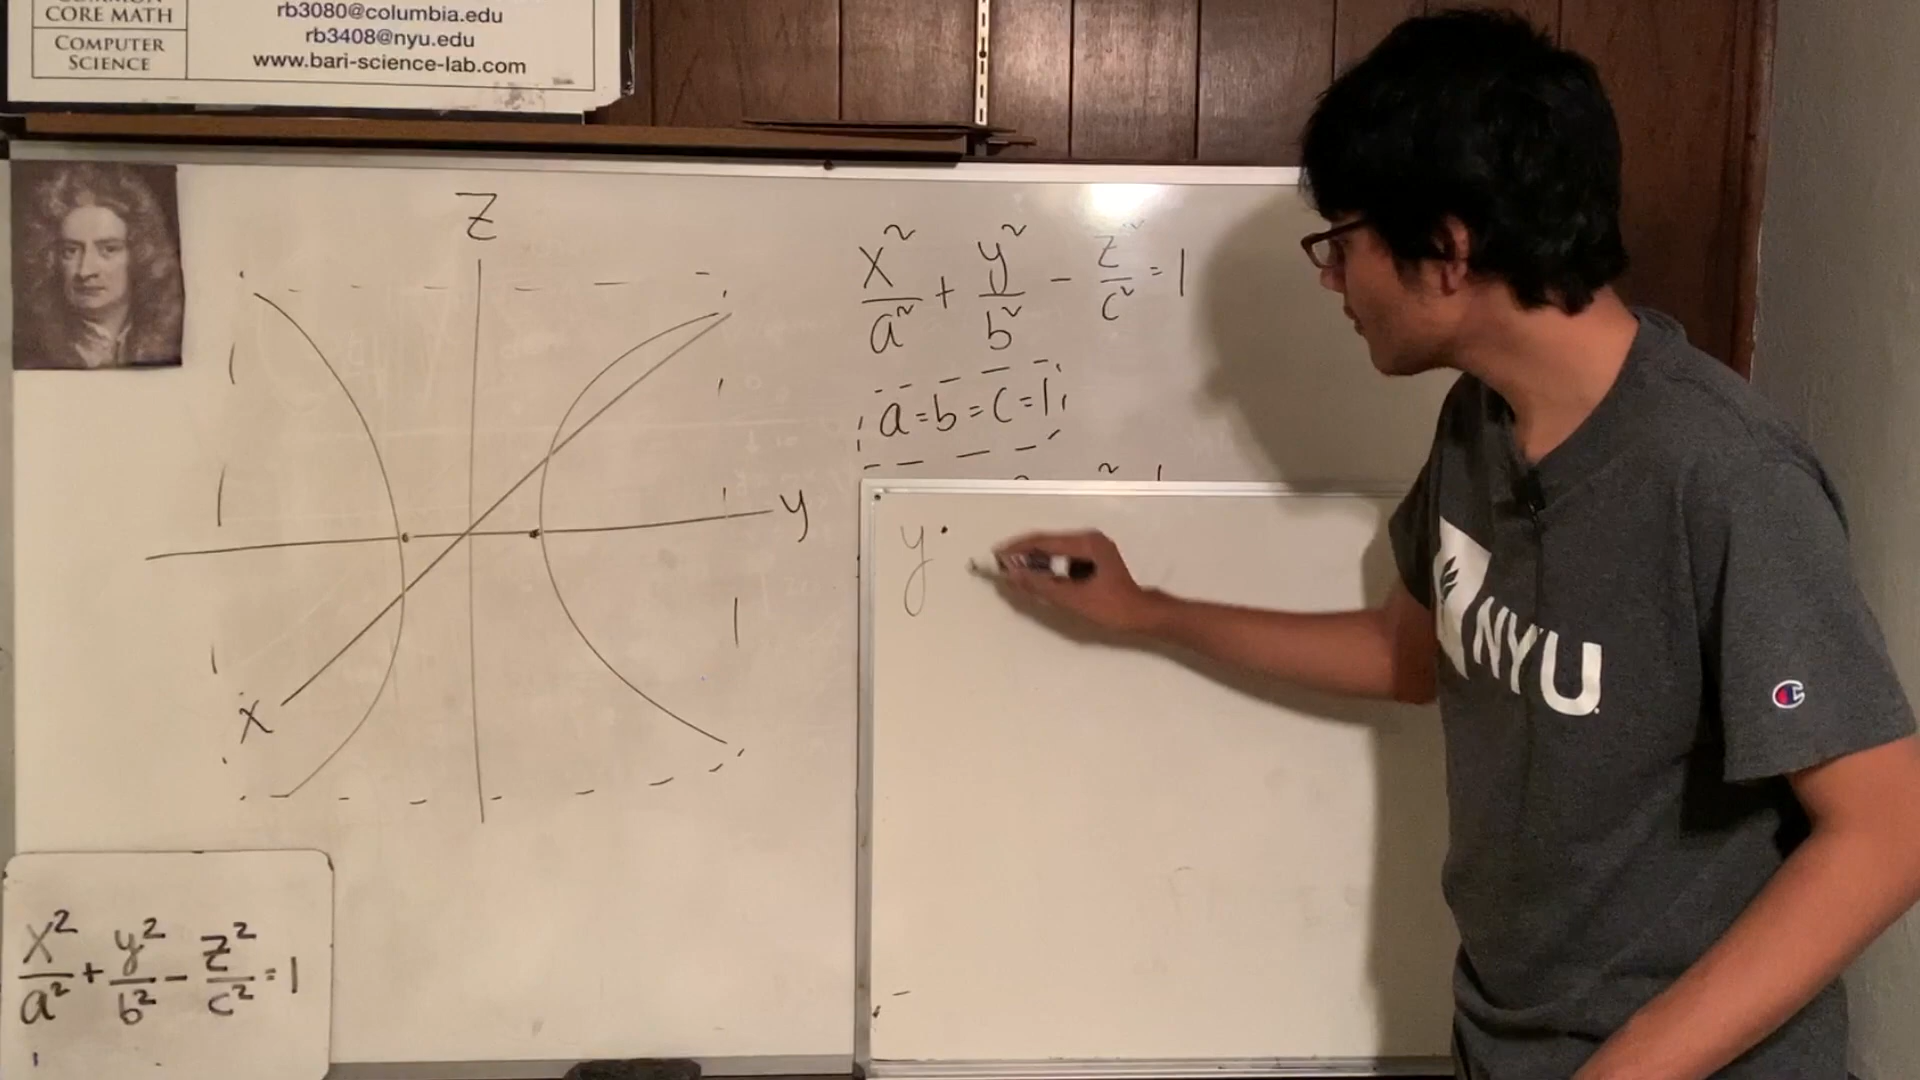 CORE MATH
COMPUTER
SCIENCE
rb3080@columbia.edu
rb3408@nyu.edu
www.bari-science-lab.com
Z
y
x
x²/a² + y²/b² - z²/c² = 1
a=b=c=1
y
NYU
x²/a² + y²/b² - z²/c² = 1